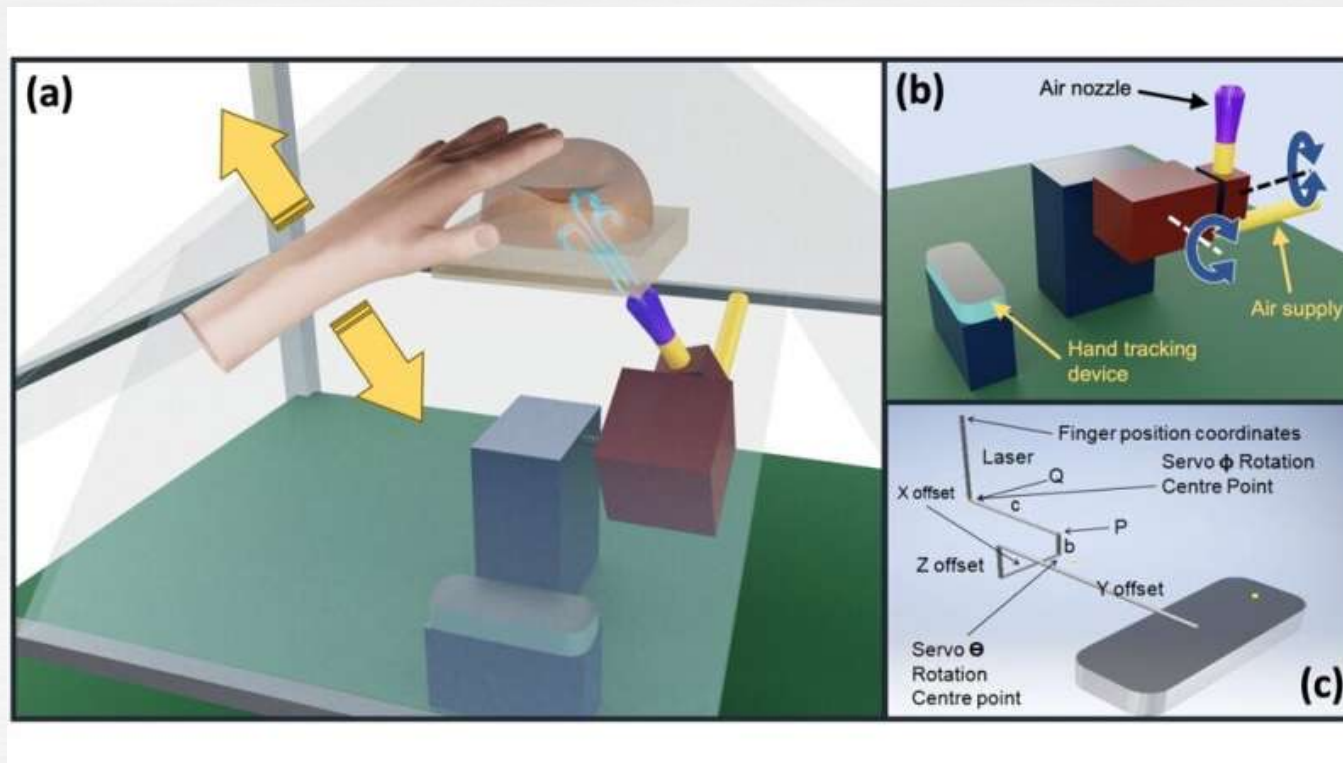 (a)
(b)
Air nozzle
Air supply
Hand tracking
device
Finger position coordinates
Laser
Servo ϕ Rotation
Centre Point
Q
X offset
c
P
b
Z offset
Y offset
Servo Θ
Rotation
Centre point
(c)